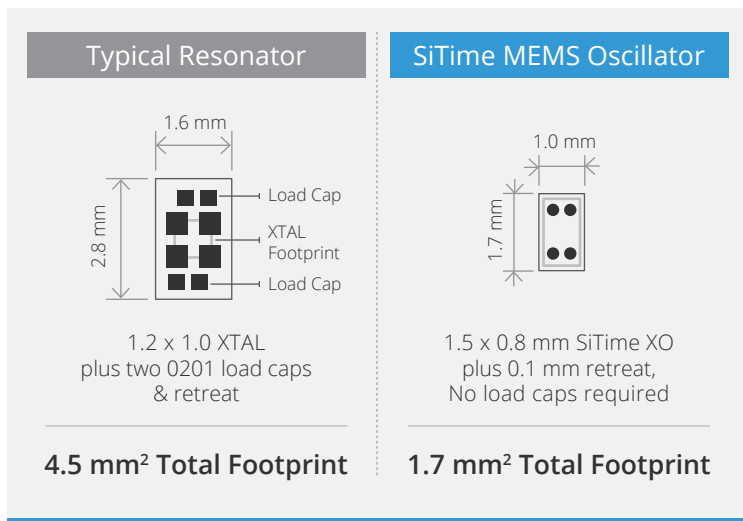 Typical Resonator
1.6 mm
2.8 mm
Load Cap
XTAL
Footprint
Load Cap
1.2 x 1.0 XTAL
plus two 0201 load caps
& retreat
4.5 mm² Total Footprint
SiTime MEMS Oscillator
1.0 mm
1.7 mm
1.5 x 0.8 mm SiTime XO
plus 0.1 mm retreat,
No load caps required
1.7 mm² Total Footprint